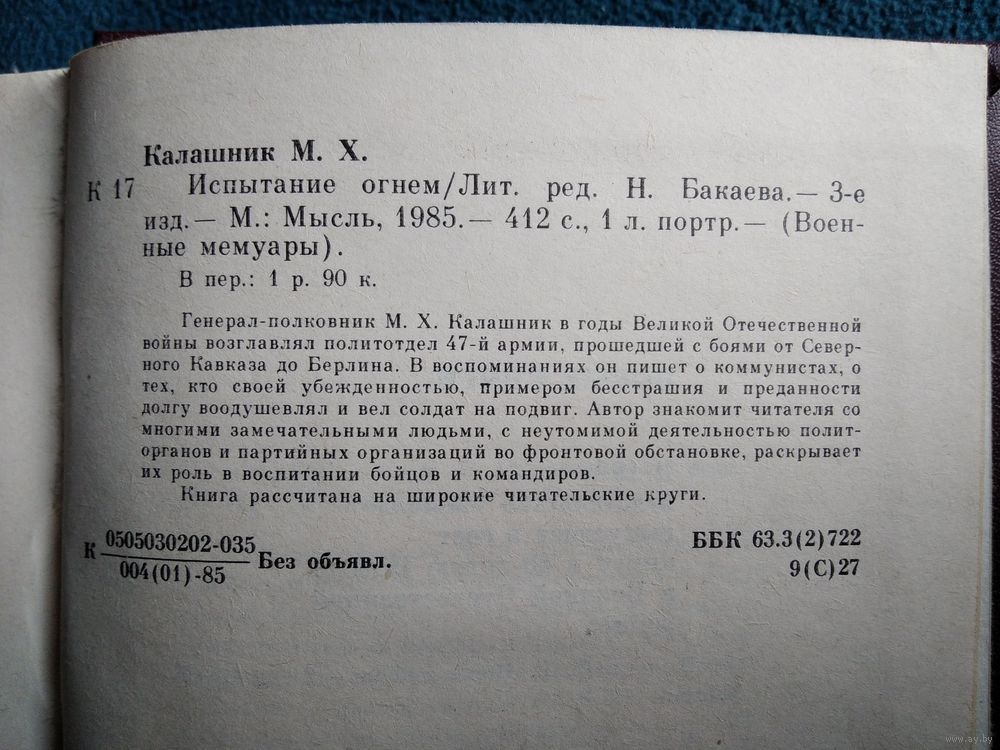 Калашник М. Х.
К 17 Испытание огнем/Лит. ред. Н. Бакаева.— 3-е
изд.— М.: Мысль, 1985.— 412 с., 1 л. портр.— (Воен-
ные мемуары).
В пер.: 1 р. 90 к.
Генерал-полковник М. Х. Калашник в годы Великой Отечественной
войны возглавлял политотдел 47-й армии, прошедшей с боями от Север-
ного Кавказа до Берлина. В воспоминаниях он пишет о коммунистах, о
тех, кто своей убежденностью, примером бесстрашия и преданности
долгу воодушевлял и вел солдат на подвиг. Автор знакомит читателя со
многими замечательными людьми, с неутомимой деятельностью полит-
органов и партийных организаций во фронтовой обстановке, раскрывает
их роль в воспитании бойцов и командиров.
Книга рассчитана на широкие читательские круги.
К 0505030202-035
004(01)-85
Без объявл.
ББК 63.3(2)722
9(С)27
www.ay.by